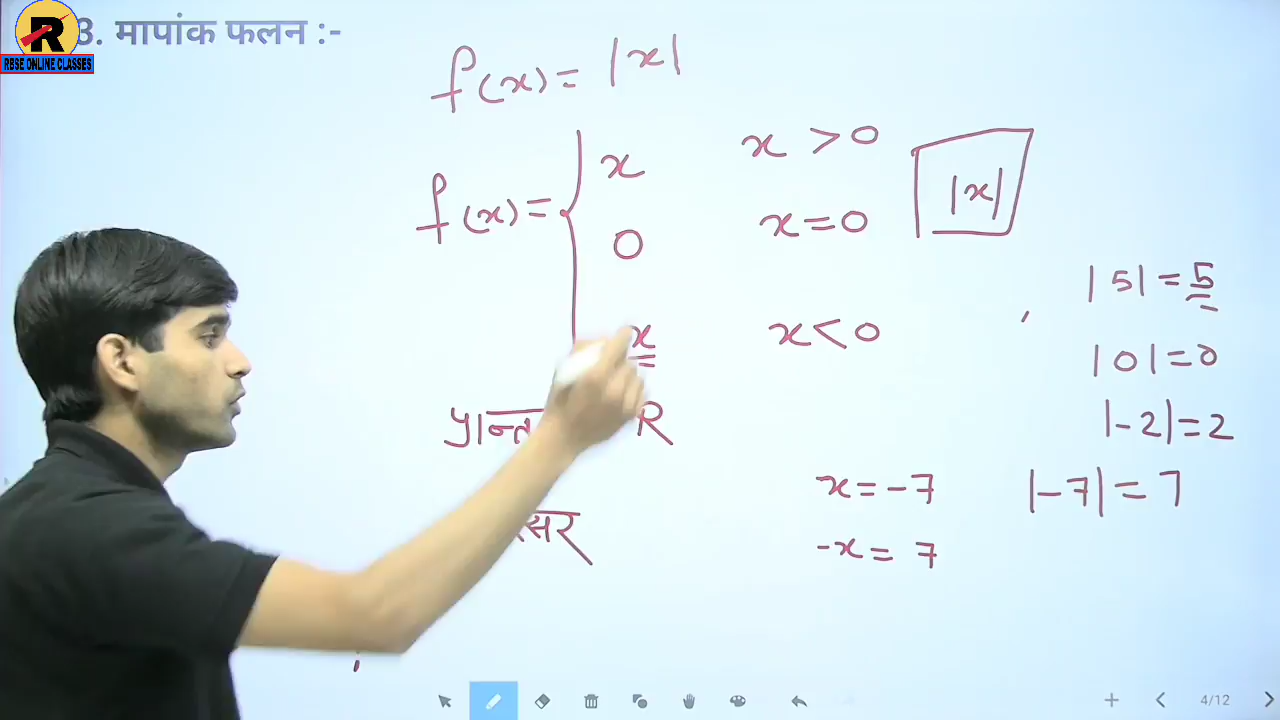 3. मापांक फलन :-
R
RBSE ONLINE CLASSES
f(x) = |x|
f(x) = { x x > 0
0 x = 0
x x < 0
|x|
|5| = 5
|0| = 0
|-2| = 2
R
x = -7 |-7| = 7
-x = 7
4/12